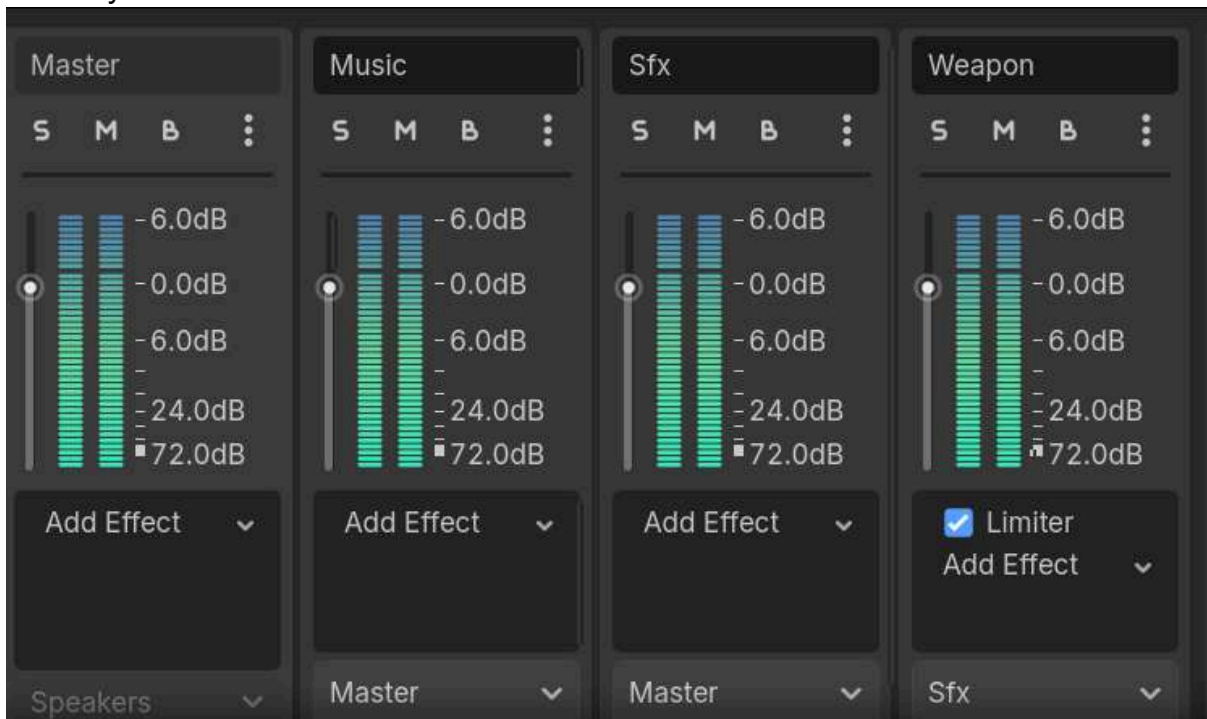 Master
S M B
-6.0dB
-0.0dB
-6.0dB
24.0dB
72.0dB
Add Effect
Speakers
Music
S M B
-6.0dB
-0.0dB
-6.0dB
24.0dB
72.0dB
Add Effect
Master
Sfx
S M B
-6.0dB
-0.0dB
-6.0dB
24.0dB
72.0dB
Add Effect
Master
Weapon
S M B
-6.0dB
-0.0dB
-6.0dB
24.0dB
72.0dB
Limiter
Add Effect
Sfx